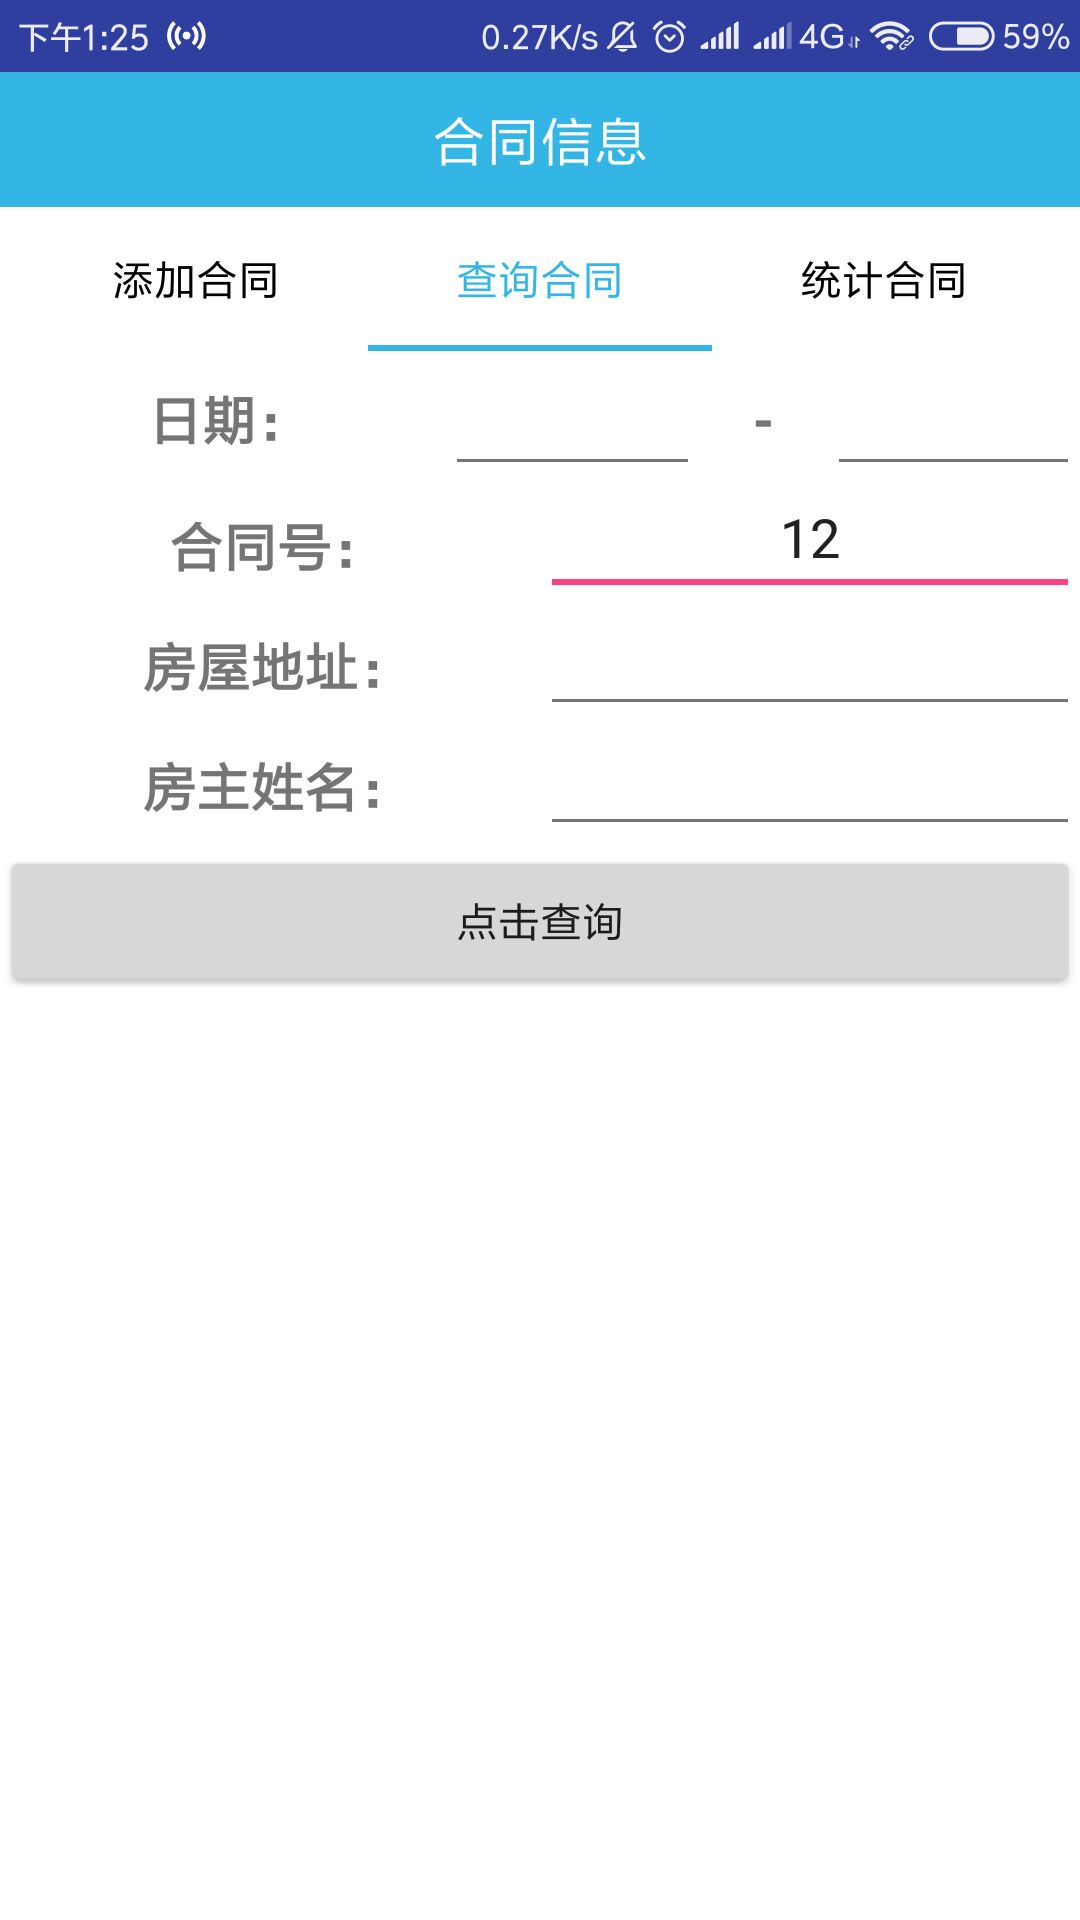 下午1:25 0.27K/s 4G 59%
合同信息
添加合同 查询合同 统计合同
日期: -
合同号: 12
房屋地址:
房主姓名:
点击查询